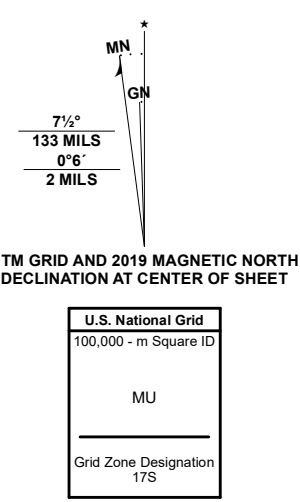 MN
GN
7½°
133 MILS
0°6´
2 MILS
TM GRID AND 2019 MAGNETIC NORTH
DECLINATION AT CENTER OF SHEET
U.S. National Grid
100,000 - m Square ID
MU
Grid Zone Designation
17S